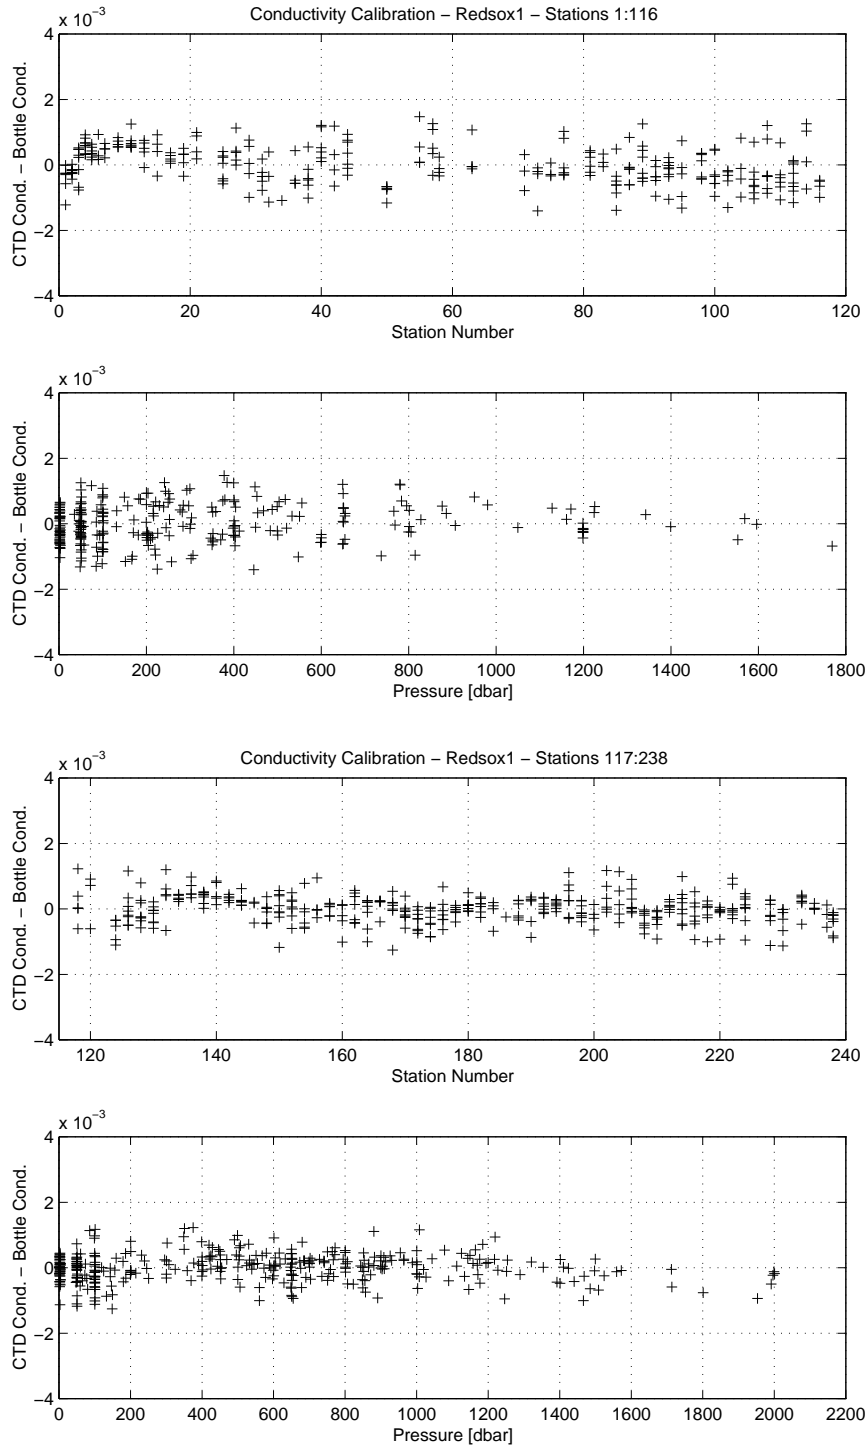 Conductivity Calibration − Redsox1 − Stations 1:116
x 10−3
4
2
0
−2
−4
CTD Cond. − Bottle Cond.
0 20 40 60 80 100 120
Station Number
x 10−3
4
2
0
−2
−4
CTD Cond. − Bottle Cond.
0 200 400 600 800 1000 1200 1400 1600 1800
Pressure [dbar]
Conductivity Calibration − Redsox1 − Stations 117:238
x 10−3
4
2
0
−2
−4
CTD Cond. − Bottle Cond.
120 140 160 180 200 220 240
Station Number
x 10−3
4
2
0
−2
−4
CTD Cond. − Bottle Cond.
0 200 400 600 800 1000 1200 1400 1600 1800 2000 2200
Pressure [dbar]